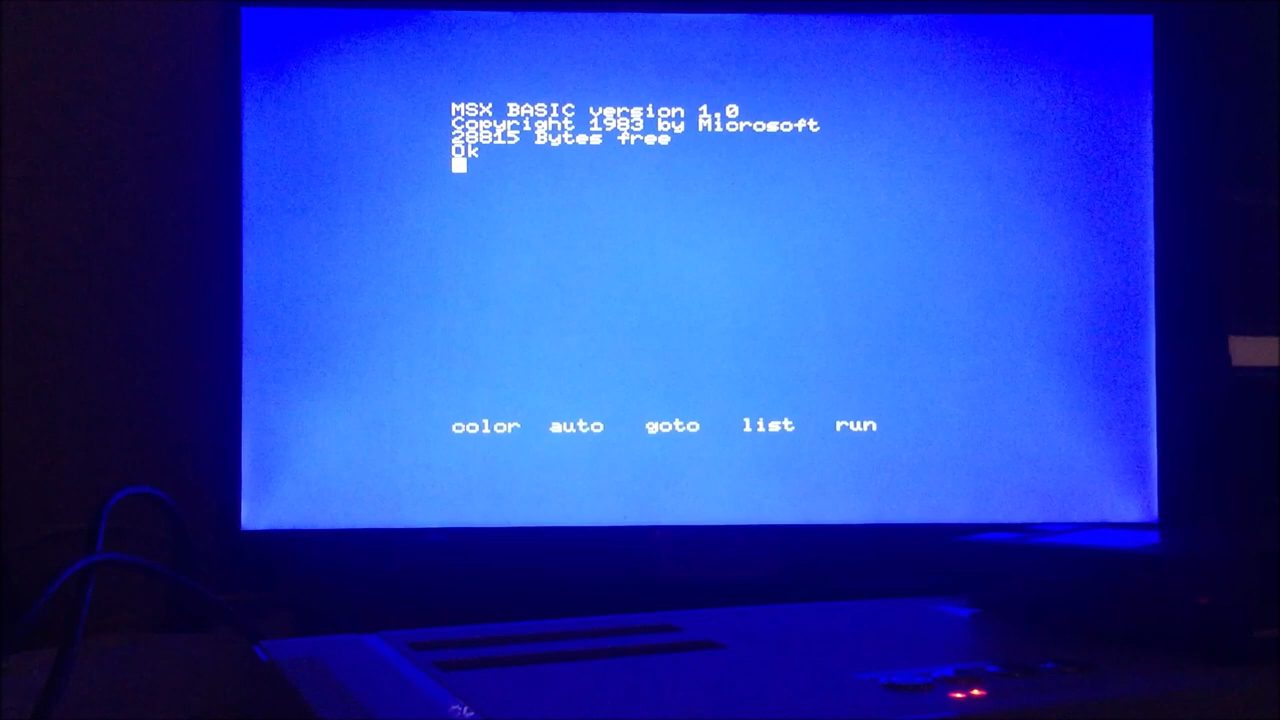 MSX BASIC version 1.0
Copyright 1983 by Microsoft
28815 Bytes free
Ok
color auto goto list run